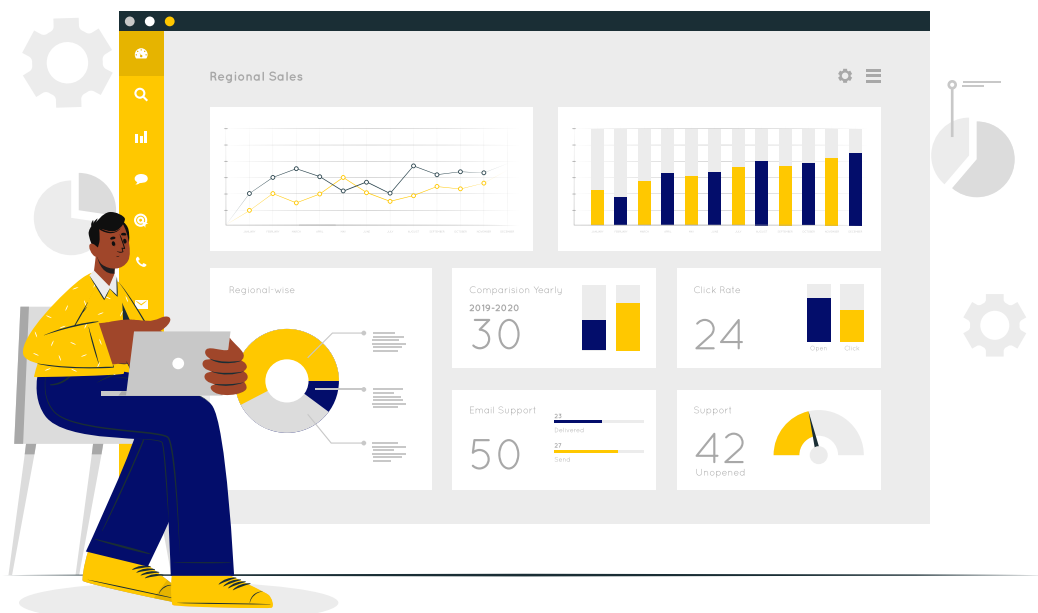 Regional Sales
Regional-wise
Comparision Yearly
2019-2020
30
Click Rate
24
Open
Click
Email Support
50
23
Delivered
27
Send
Support
42
Unopened